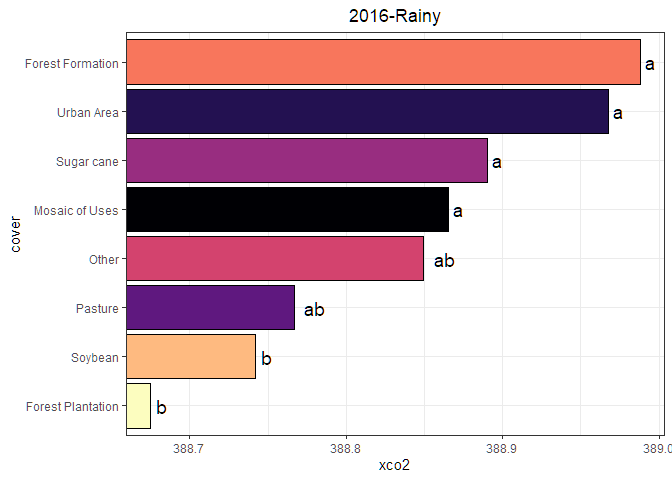 2016-Rainy
Forest Formation a
Urban Area a
Sugar cane a
Mosaic of Uses a
Other ab
Pasture ab
Soybean b
Forest Plantation b
cover
388.7 388.8 388.9 389.0
xco2